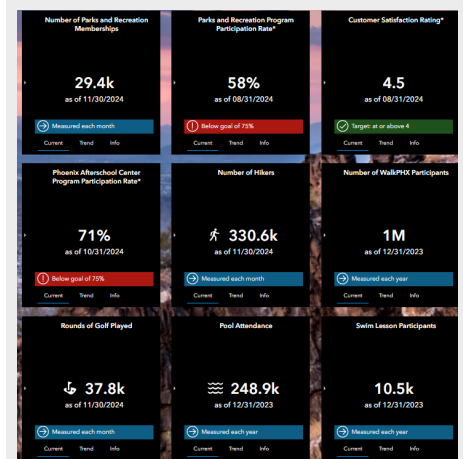 Number of Parks and Recreation
Memberships
29.4k
as of 11/30/2024
Measured each month
Current Trend Info
Parks and Recreation Program
Participation Rate*
58%
as of 08/31/2024
Below goal of 75%
Current Trend Info
Customer Satisfaction Rating*
4.5
as of 08/31/2024
Target: at or above 4
Current Trend Info
Phoenix Afterschool Center
Program Participation Rate*
71%
as of 10/31/2024
Below goal of 75%
Current Trend Info
Number of Hikers
330.6k
as of 11/30/2024
Measured each month
Current Trend Info
Number of WalkPHX Participants
1M
as of 12/31/2023
Measured each year
Current Trend Info
Rounds of Golf Played
37.8k
as of 11/30/2024
Measured each month
Current Trend Info
Pool Attendance
248.9k
as of 12/31/2023
Measured each year
Current Trend Info
Swim Lesson Participants
10.5k
as of 12/31/2023
Measured each year
Current Trend Info